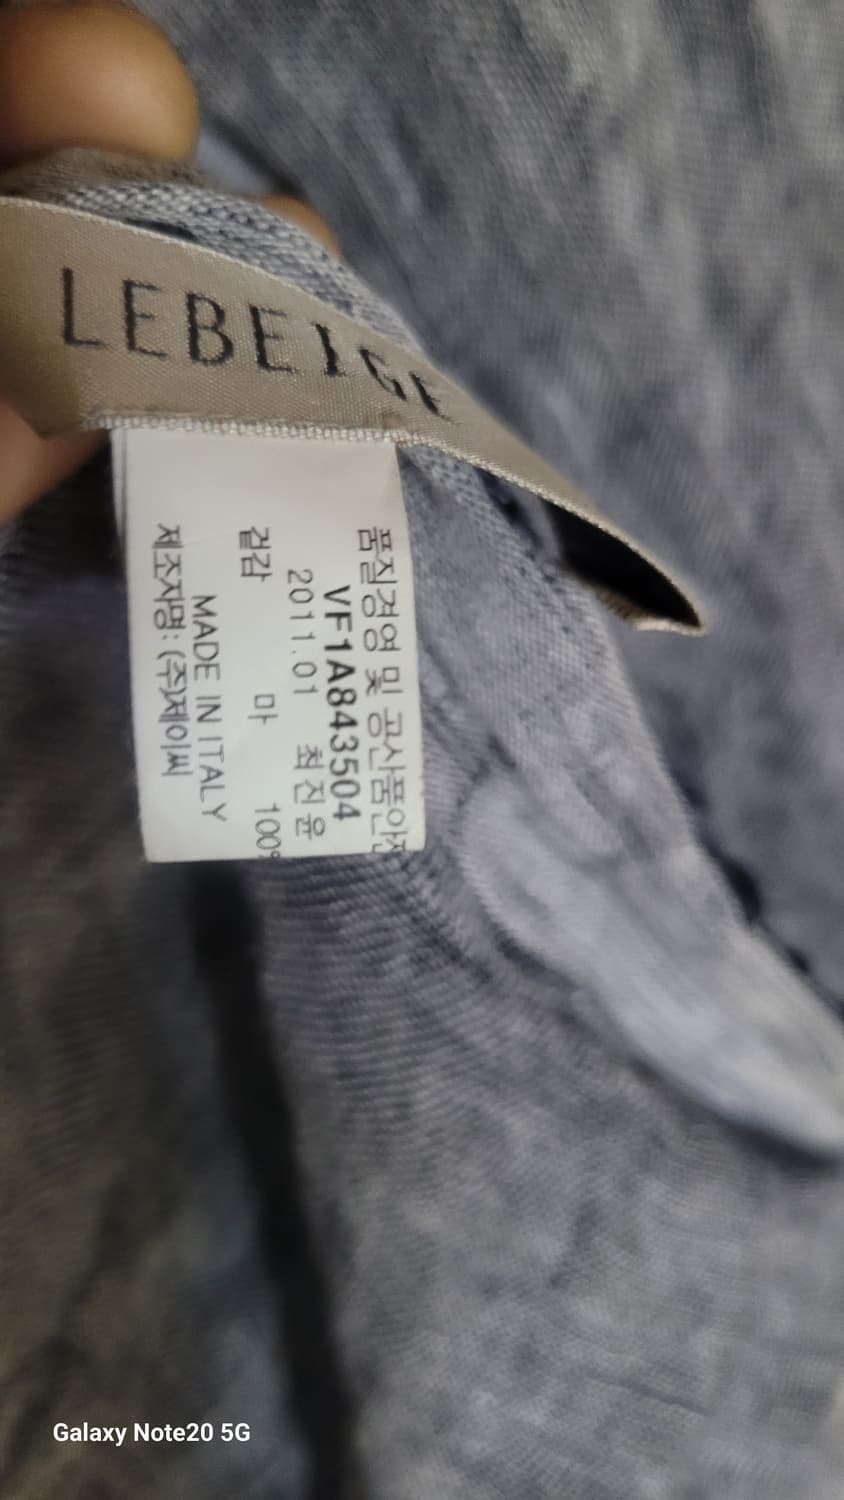 LEBEIGE
품질경영 및 공산품안전
VF1A843504
2011.01 최진윤
겉감 마 100%
MADE IN ITALY
제조자명: (주)제이씨
Galaxy Note20 5G